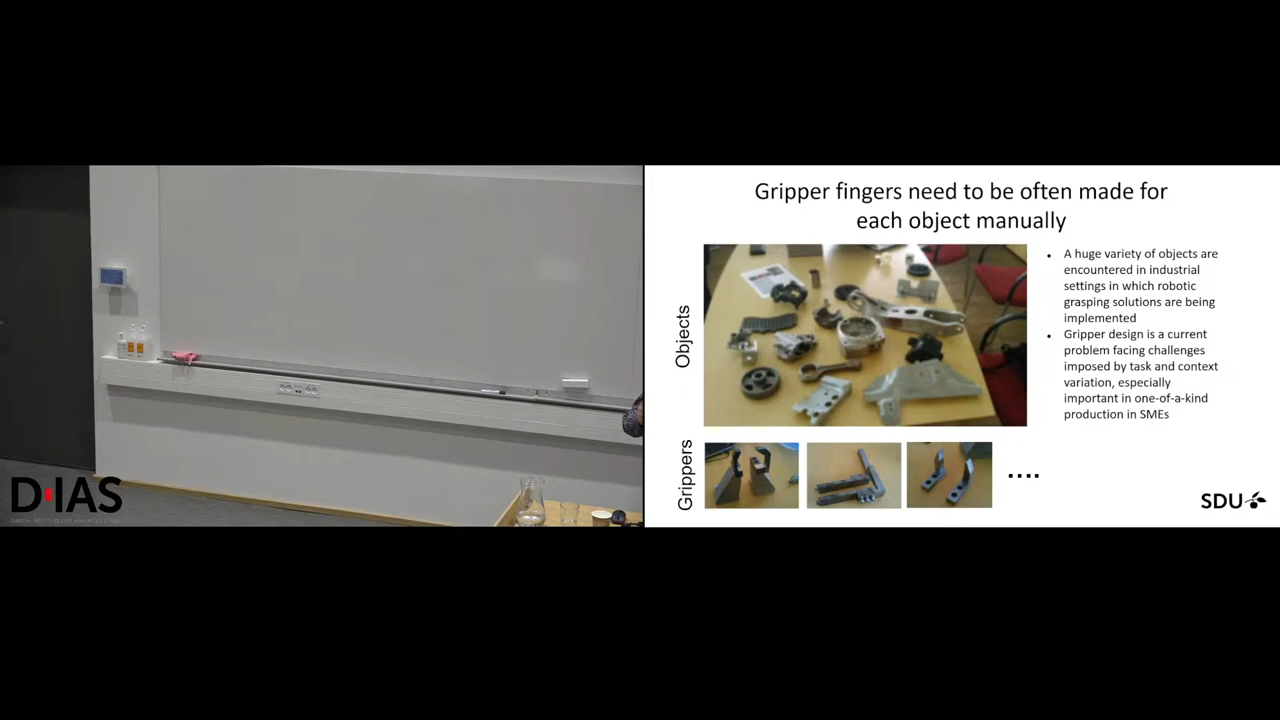 Gripper fingers need to be often made for
each object manually
Objects
• A huge variety of objects are
encountered in industrial
settings in which robotic
grasping solutions are being
implemented
• Gripper design is a current
problem facing challenges
imposed by task and context
variation, especially
important in one-of-a-kind
production in SMEs
Grippers
....
SDU
D·IAS